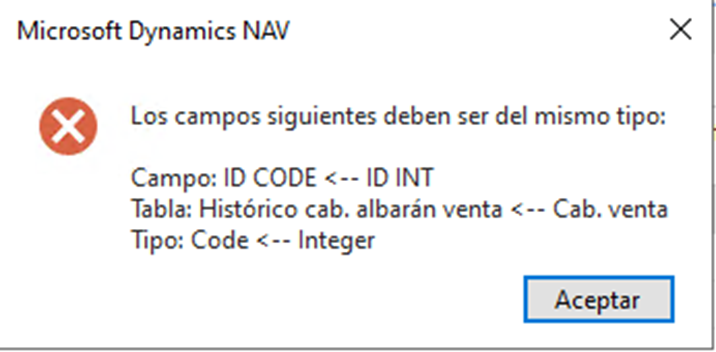 Microsoft Dynamics NAV
Los campos siguientes deben ser del mismo tipo:
Campo: ID CODE <-- ID INT
Tabla: Histórico cab. albarán venta <-- Cab. venta
Tipo: Code <-- Integer
Aceptar